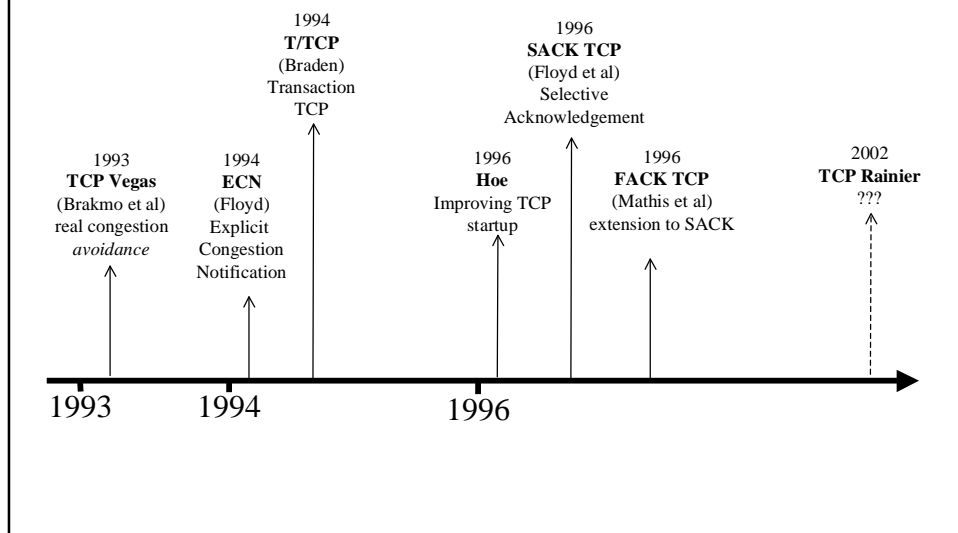 1993
TCP Vegas
(Brakmo et al)
real congestion
avoidance
1994
ECN
(Floyd)
Explicit
Congestion
Notification
1994
T/TCP
(Braden)
Transaction
TCP
1996
Hoe
Improving TCP
startup
1996
SACK TCP
(Floyd et al)
Selective
Acknowledgement
1996
FACK TCP
(Mathis et al)
extension to SACK
2002
TCP Rainier
???
1993
1994
1996